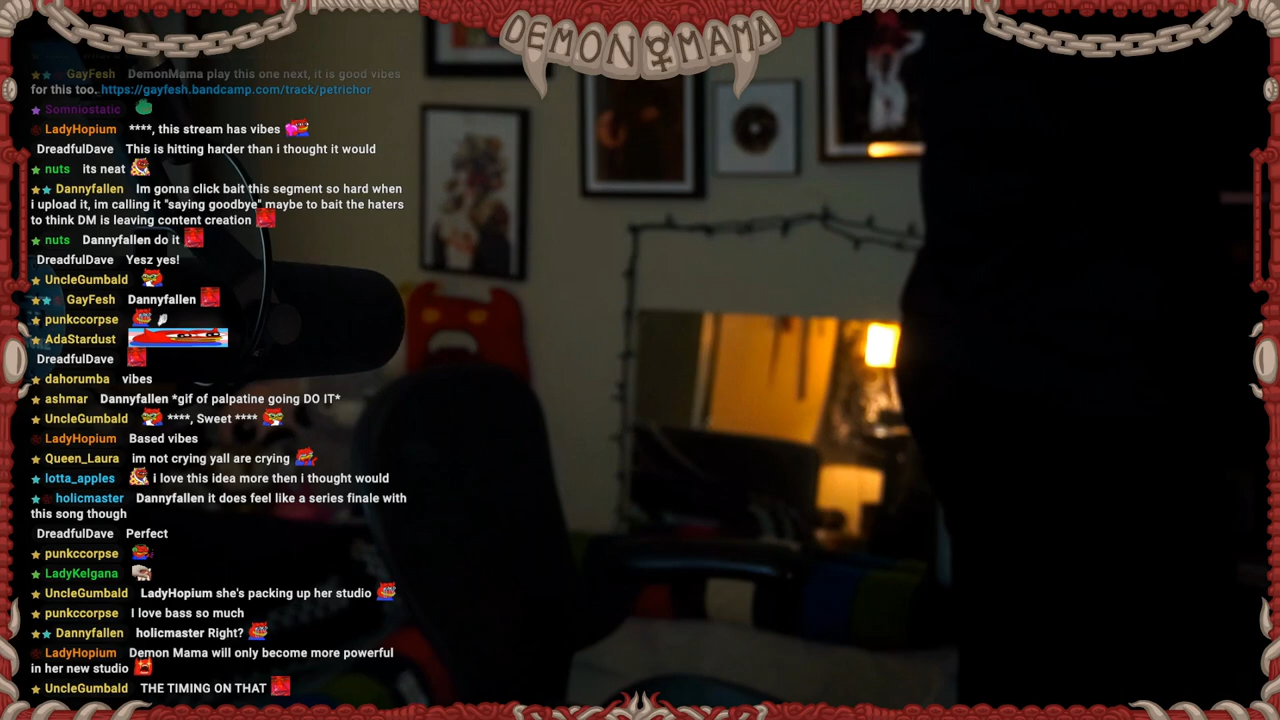 DEMON MAMA
GayFesh DemonMama play this one next, it is good vibes
for this too. https://gayfesh.bandcamp.com/track/petrichor
Somniostatic
LadyHopium ****, this stream has vibes
DreadfulDave This is hitting harder than i thought it would
nuts its neat
Dannyfallen Im gonna click bait this segment so hard when
i upload it, im calling it "saying goodbye" maybe to bait the haters
to think DM is leaving content creation
nuts Dannyfallen do it
DreadfulDave Yesz yes!
UncleGumbald
GayFesh Dannyfallen
punkccorpse
AdaStardust
DreadfulDave
dahorumba vibes
ashmar Dannyfallen *gif of palpatine going DO IT*
UncleGumbald ****, Sweet ****
LadyHopium Based vibes
Queen_Laura im not crying yall are crying
lotta_apples i love this idea more then i thought would
holicmaster Dannyfallen it does feel like a series finale with
this song though
DreadfulDave Perfect
punkccorpse
LadyKelgana
UncleGumbald LadyHopium she's packing up her studio
punkccorpse I love bass so much
Dannyfallen holicmaster Right?
LadyHopium Demon Mama will only become more powerful
in her new studio
UncleGumbald THE TIMING ON THAT